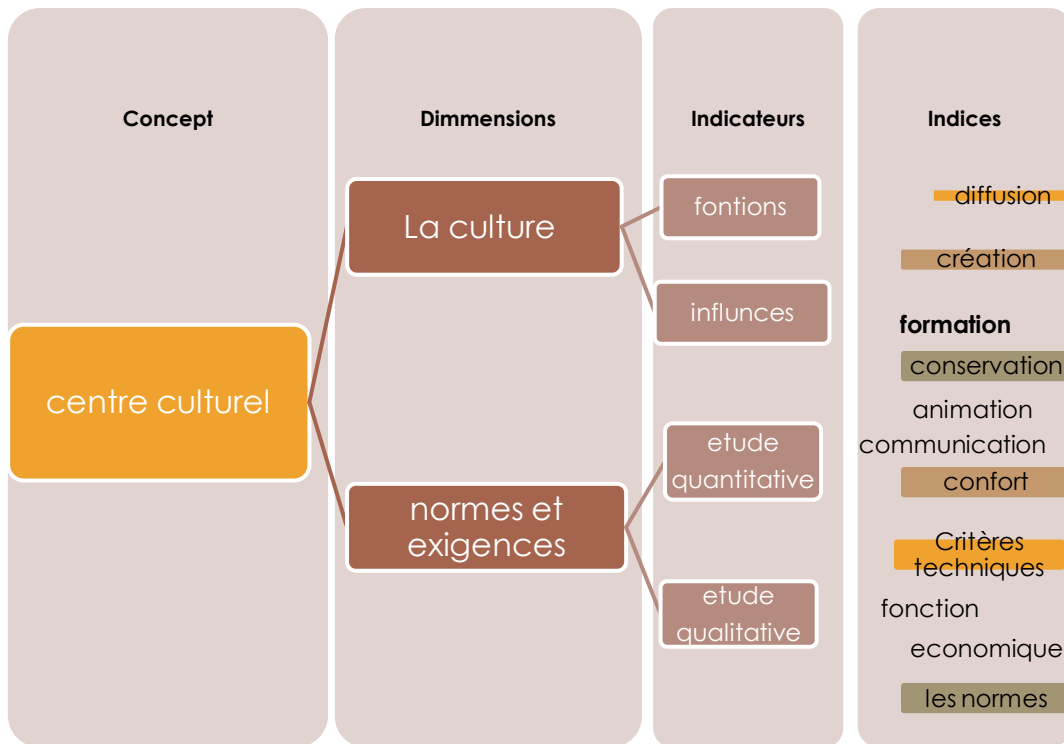 Concept
Dimmensions
Indicateurs
Indices
centre culturel
La culture
normes et
exigences
fontions
influnces
etude
quantitative
etude
qualitative
diffusion
création
formation
conservation
animation
communication
confort
Critères
techniques
fonction
economique
les normes